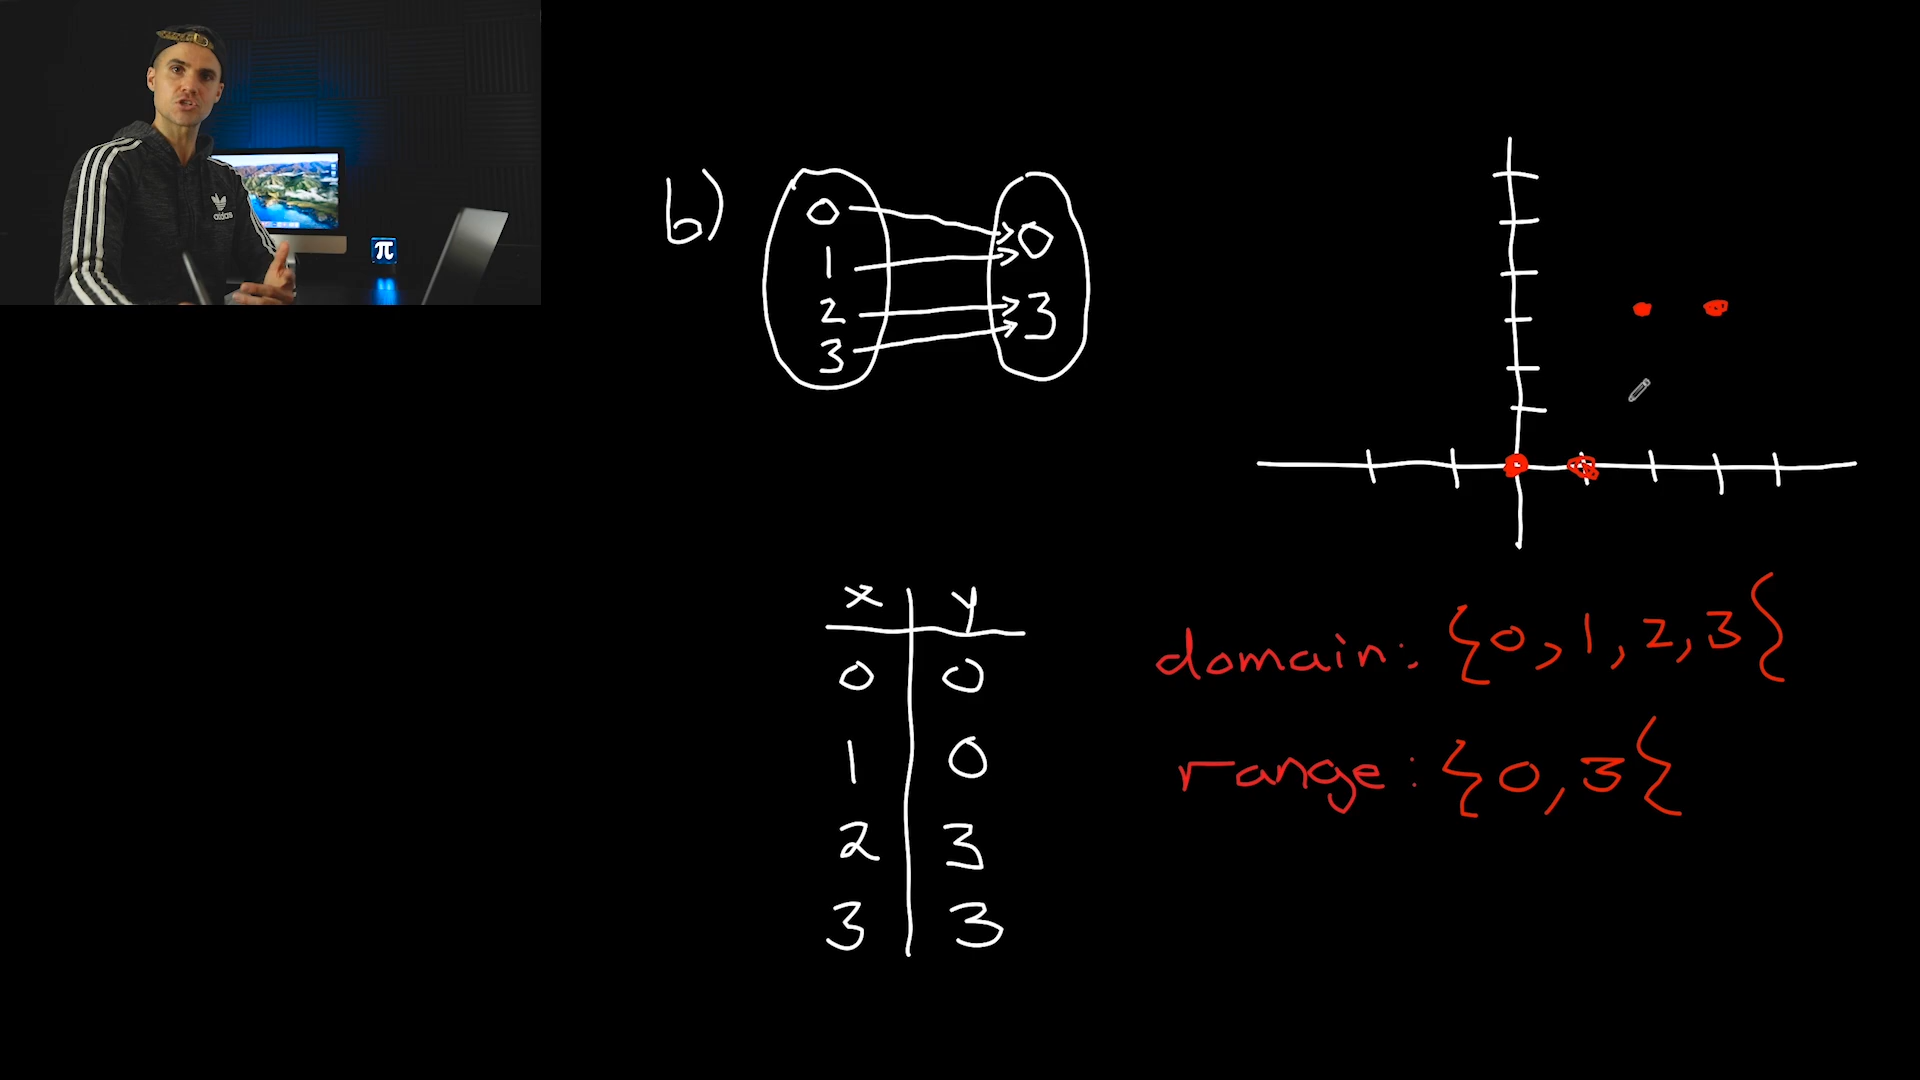 adidas
π
b)
0 0
1
2 3
3
x y
0 0
1 0
2 3
3 3
domain: {0, 1, 2, 3{
range: {0, 3{